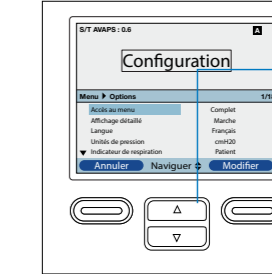 S/T AVAPS : 0.6 A
Configuration
Menu Options 1/18
Accès au menu Complet
Affichage détaillé Marche
Langue Français
Unités de pression cmH20
Indicateur de respiration Patient
Annuler Naviguer Modifier